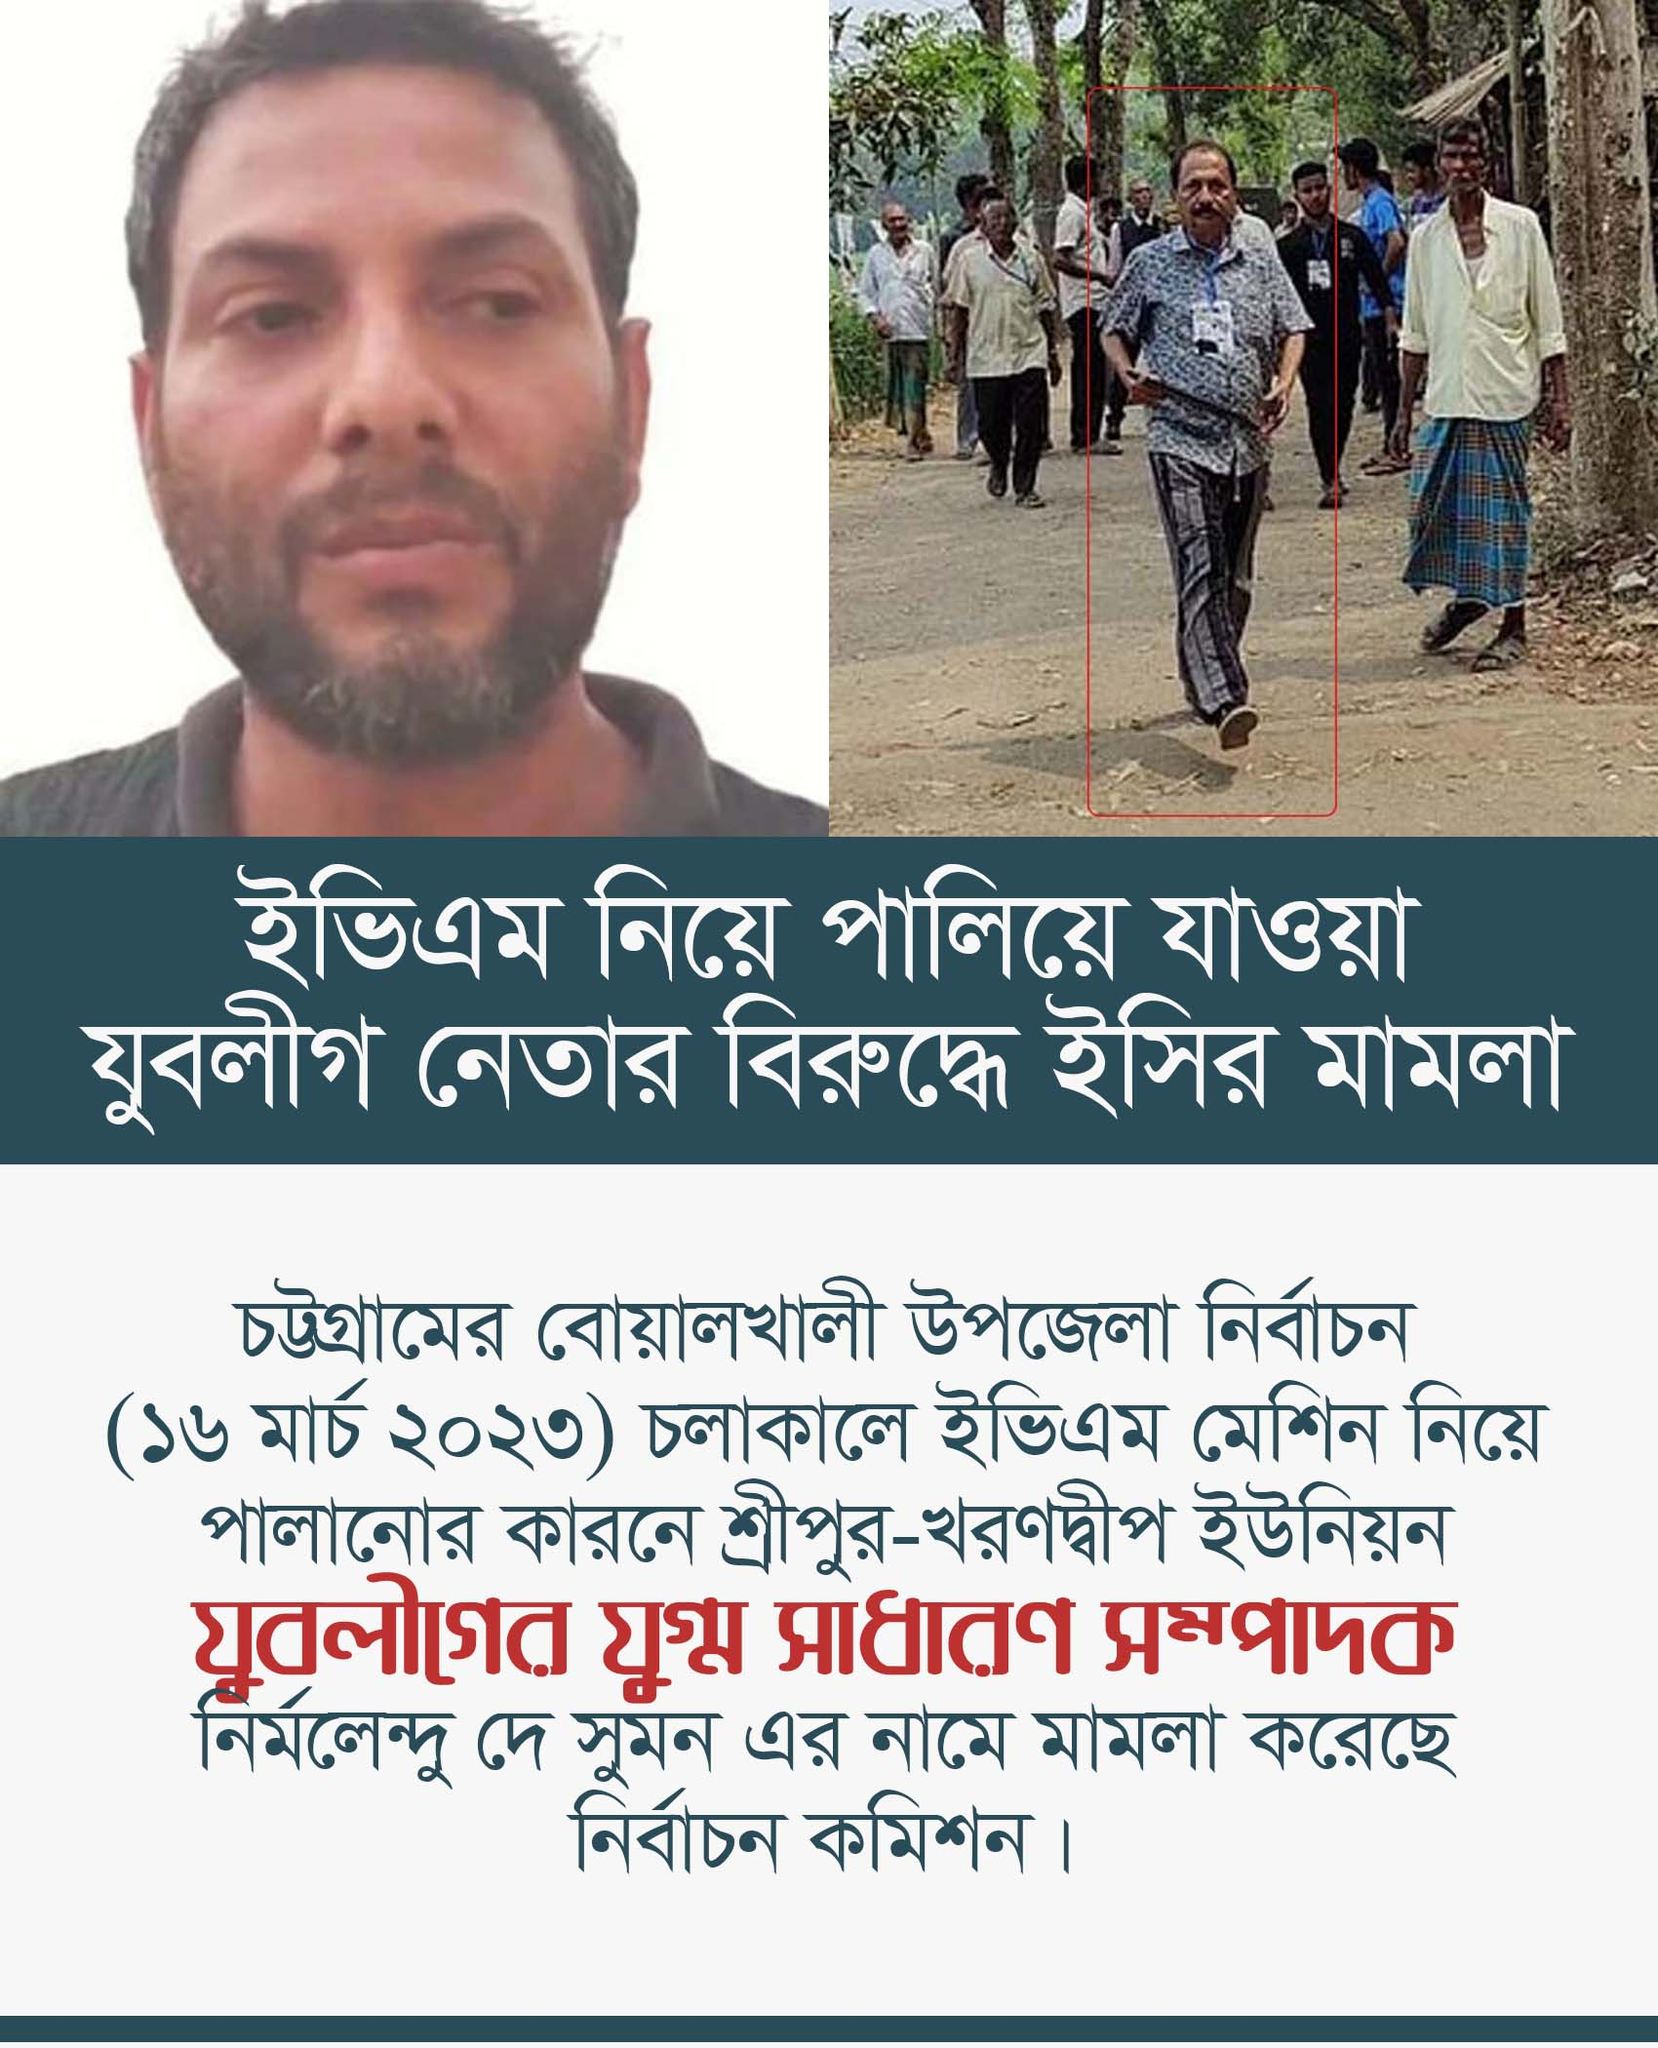 ইভিএম নিয়ে পালিয়ে যাওয়া
যুবলীগ নেতার বিরুদ্ধে ইসির মামলা
চট্টগ্রামের বোয়ালখালী উপজেলা নির্বাচন
(১৬ মার্চ ২০২৩) চলাকালে ইভিএম মেশিন নিয়ে
পালানোর কারনে শ্রীপুর-খরণদ্বীপ ইউনিয়ন
যুবলীগের যুগ্ম সাধারণ সম্পাদক
নির্মলেন্দু দে সুমন এর নামে মামলা করেছে
নির্বাচন কমিশন।